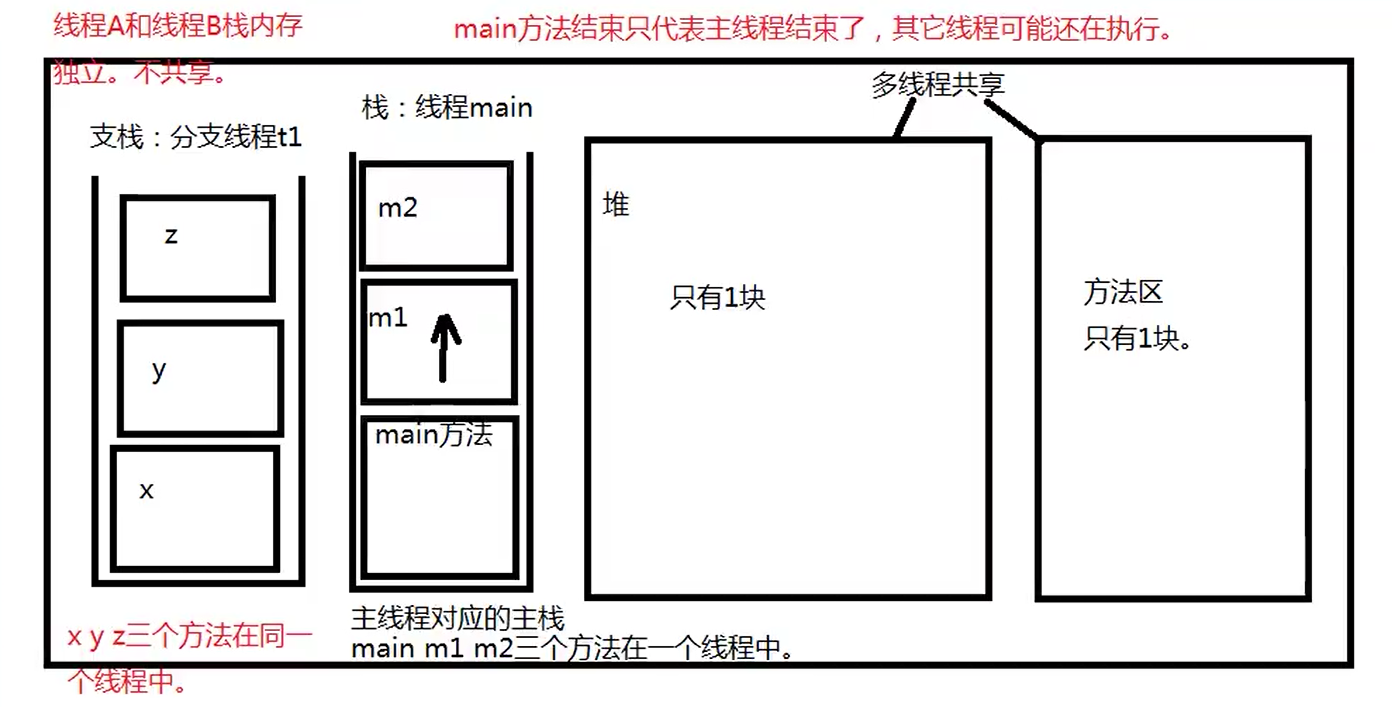 线程A和线程B栈内存
独立。不共享。
main方法结束只代表主线程结束了，其它线程可能还在执行。
多线程共享
支栈：分支线程t1
栈：线程main
z
y
x
m2
m1
main方法
堆
只有1块
方法区
只有1块。
x y z三个方法在同一
个线程中。
主线程对应的主栈
main m1 m2三个方法在一个线程中。